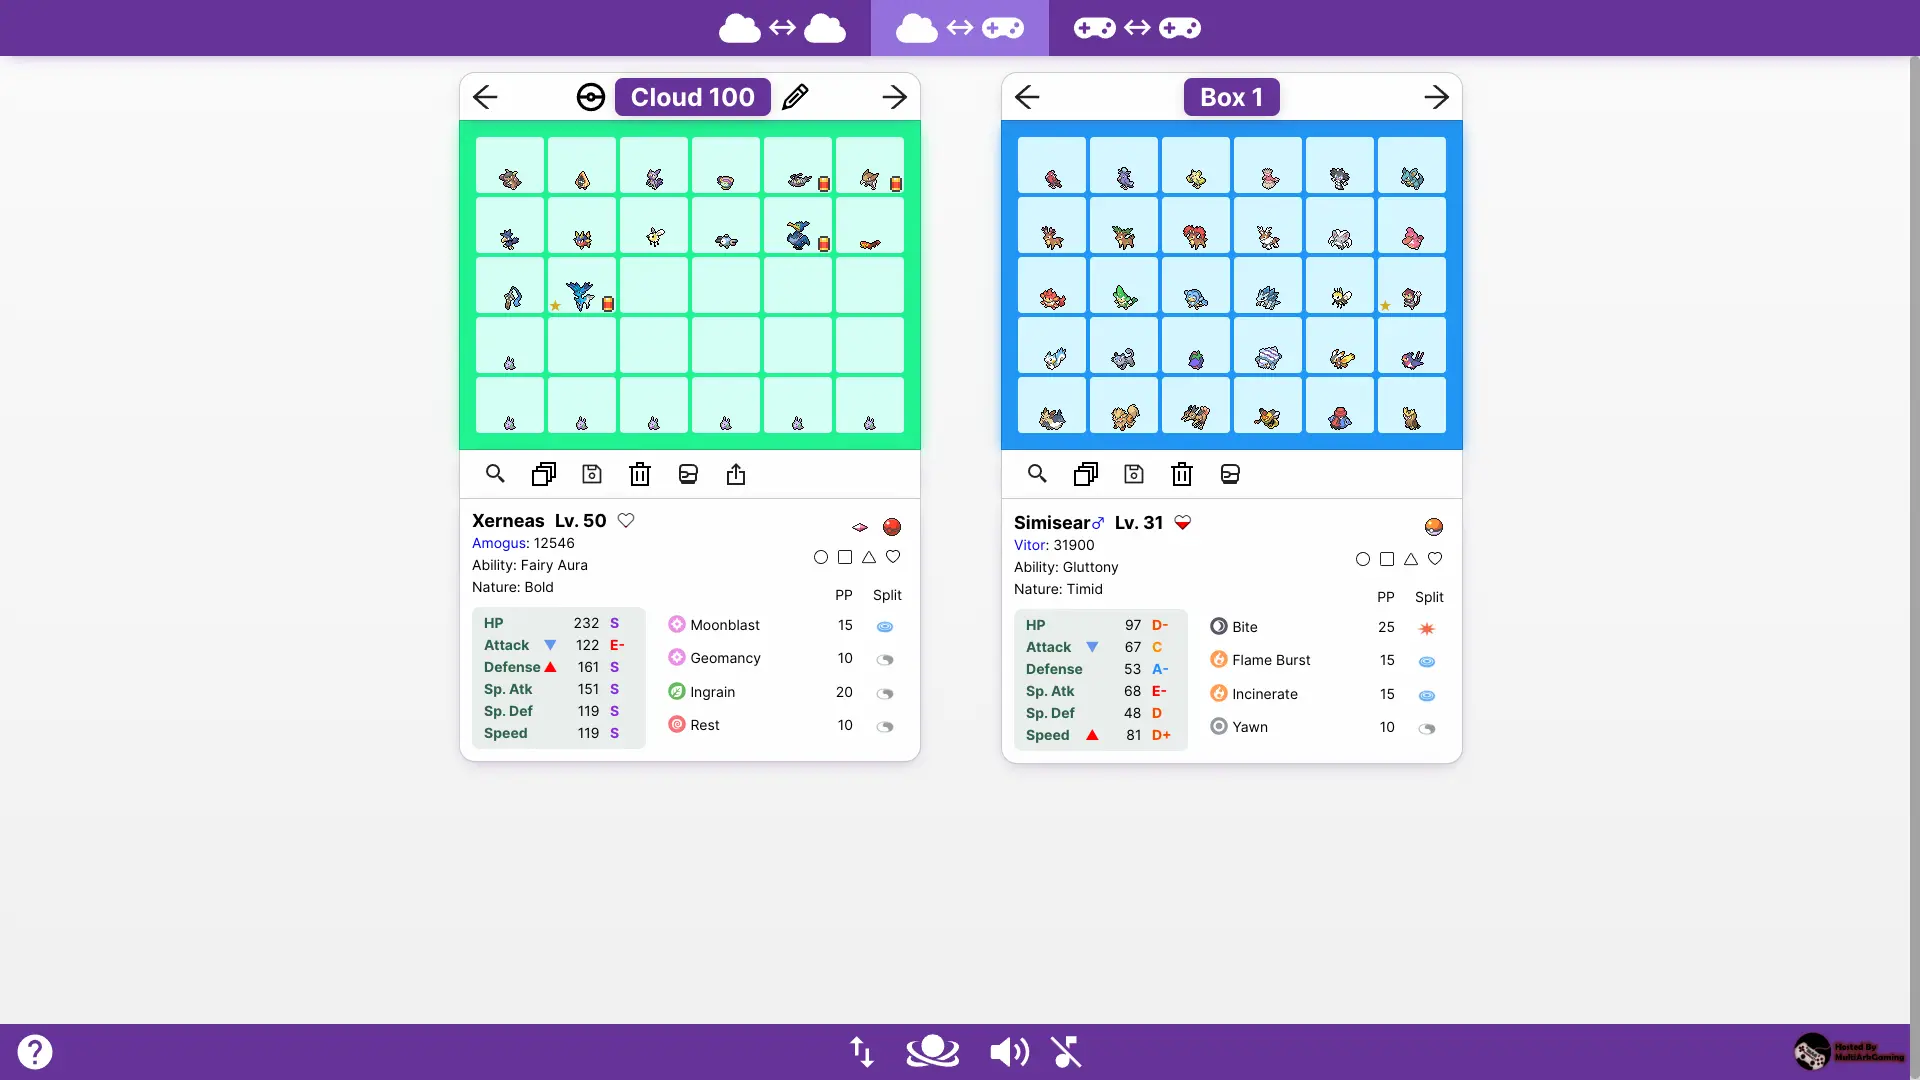 Cloud 100
Box 1
Xerneas Lv. 50
Amogus: 12546
Ability: Fairy Aura
Nature: Bold
PP Split
HP 232 S
Attack 122 E-
Defense 161 S
Sp. Atk 151 S
Sp. Def 119 S
Speed 119 S
Moonblast 15
Geomancy 10
Ingrain 20
Rest 10
Simisear♂ Lv. 31
Vitor: 31900
Ability: Gluttony
Nature: Timid
PP Split
HP 97 D-
Attack 67 C
Defense 53 A-
Sp. Atk 68 E-
Sp. Def 48 D
Speed 81 D+
Bite 25
Flame Burst 15
Incinerate 15
Yawn 10
?
Hosted By
MultiArkGaming